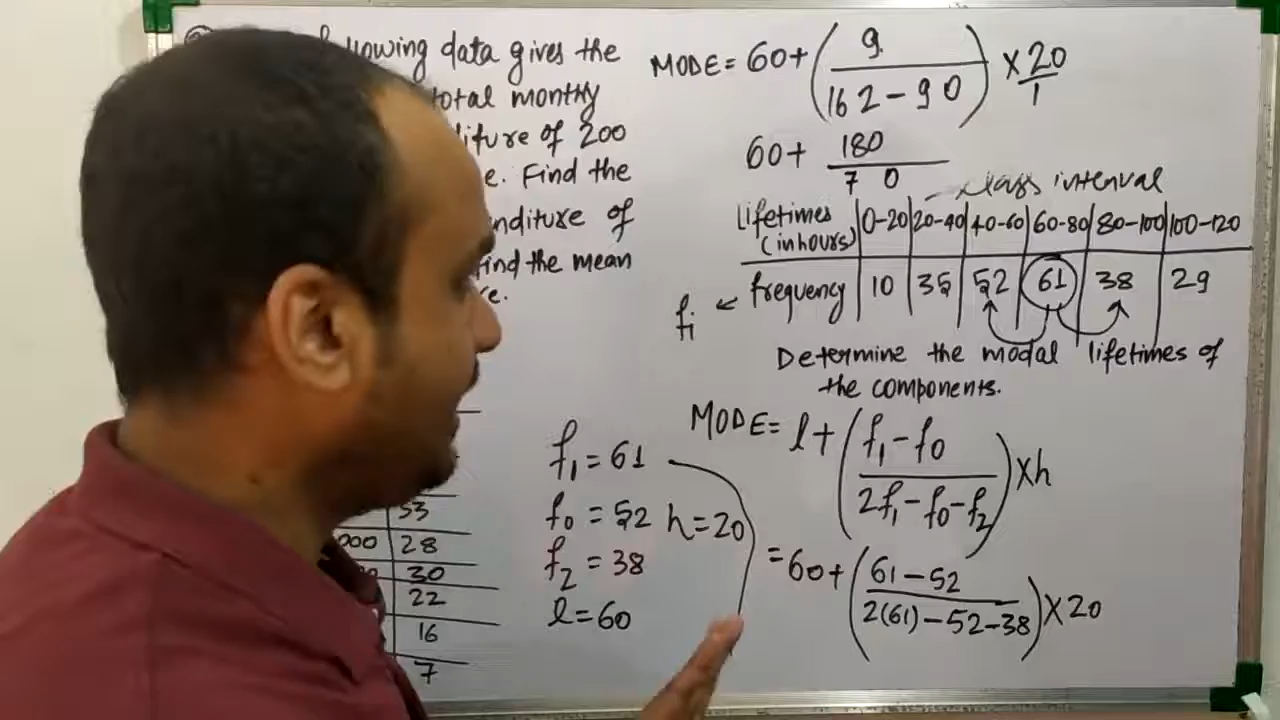 following data gives the
total monthly
of 200
e. Find the
nditure of
find the mean
MODE = 60 + ( 9 / 162 - 90 ) × 20/1
60 + 180 / 7 0
class interval
lifetimes (in hours) | 0-20 | 20-40 | 40-60 | 60-80 | 80-100 | 100-120
fi ← frequency | 10 | 35 | 52 | 61 | 38 | 29
Determine the modal lifetimes of
the components.
MODE = l + ( f1 - f0 / 2f1 - f0 - f2 ) × h
= 60 + ( 61 - 52 / 2(61) - 52 - 38 ) × 20
f1 = 61
f0 = 52 h = 20
f2 = 38
l = 60
53
000 | 28
30
22
16
7